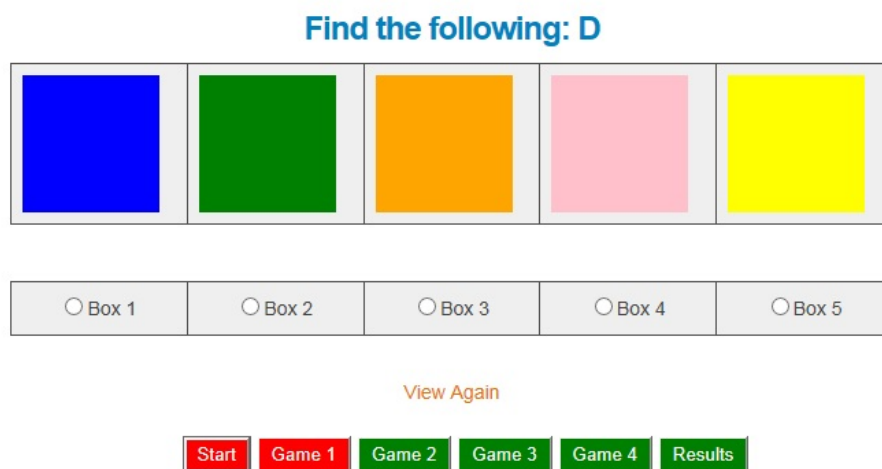 Find the following: D
Box 1 Box 2 Box 3 Box 4 Box 5
View Again
Start Game 1 Game 2 Game 3 Game 4 Results